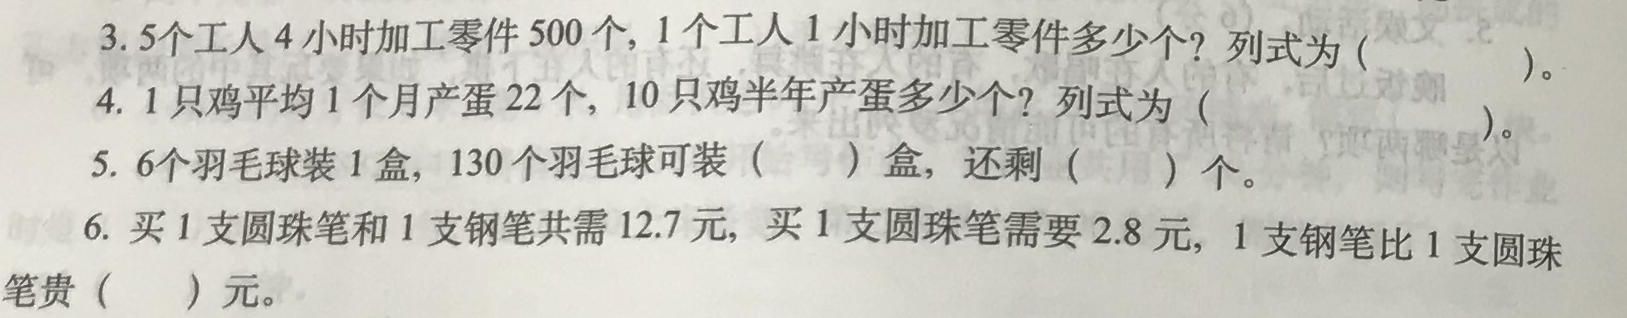 3. 5个工人 4 小时加工零件 500 个，1 个工人 1 小时加工零件多少个？列式为（　　）。
4. 1 只鸡平均 1 个月产蛋 22 个，10 只鸡半年产蛋多少个？列式为（　　）。
5. 6个羽毛球装 1 盒，130 个羽毛球可装（　　）盒，还剩（　　）个。
6. 买 1 支圆珠笔和 1 支钢笔共需 12.7 元，买 1 支圆珠笔需要 2.8 元，1 支钢笔比 1 支圆珠
笔贵（　　）元。